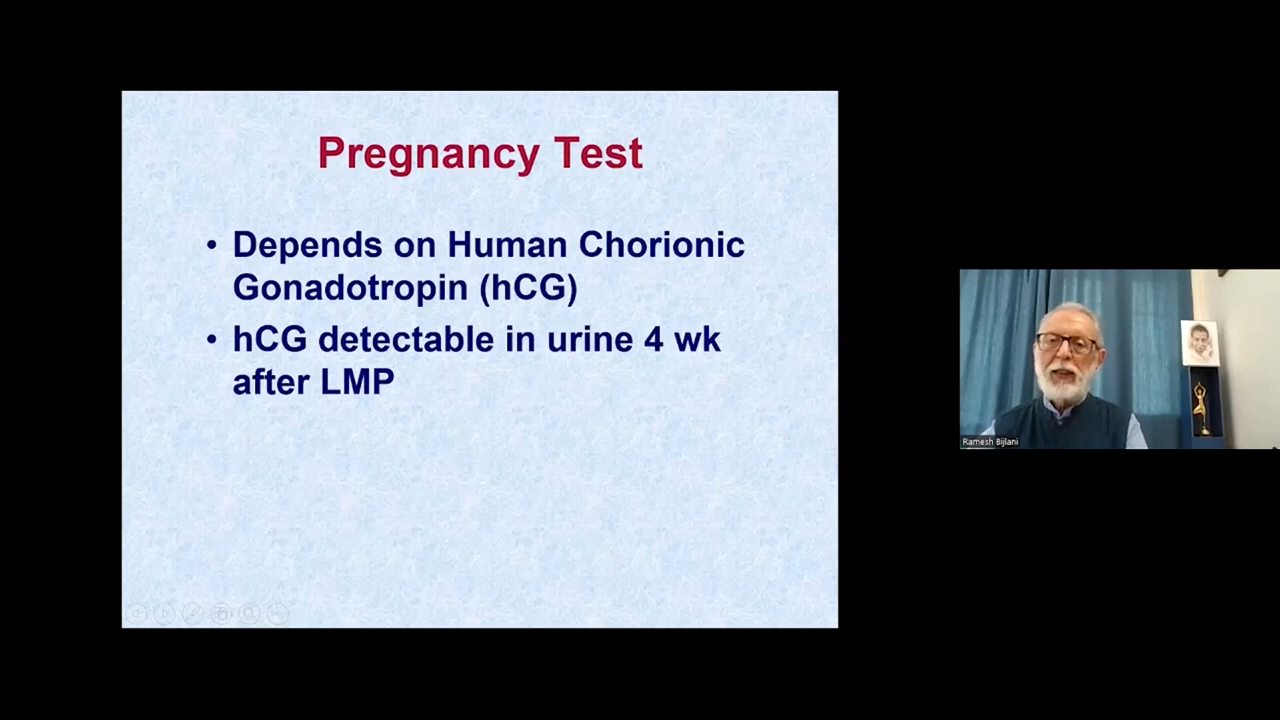 Pregnancy Test
• Depends on Human Chorionic
Gonadotropin (hCG)
• hCG detectable in urine 4 wk
after LMP
Ramesh Bijlani